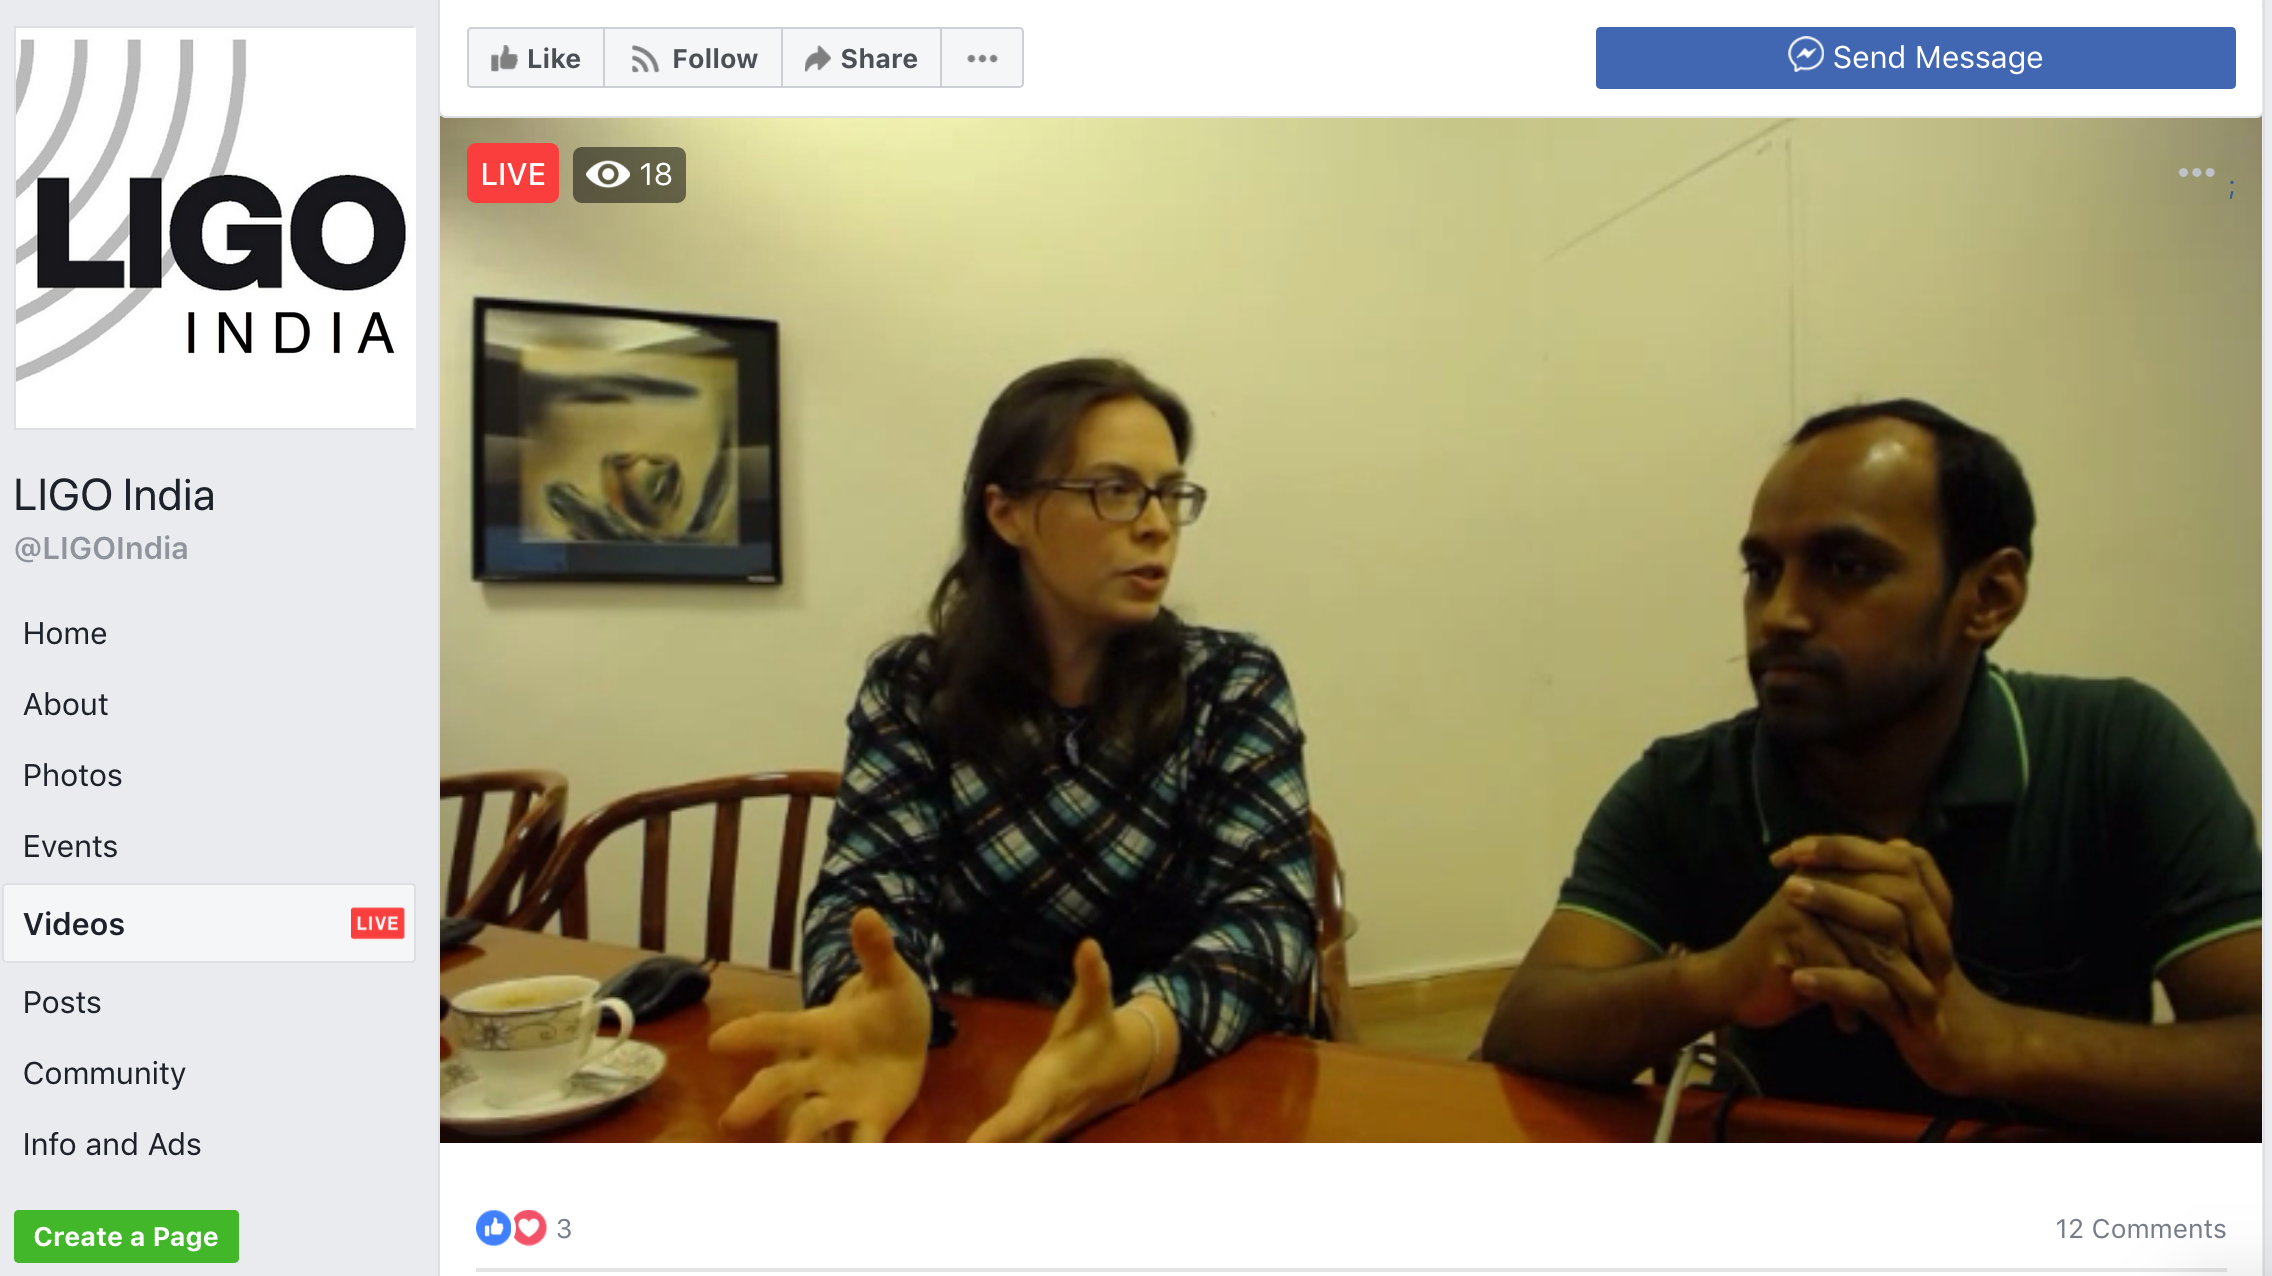 LIGO
INDIA
LIGO India
@LIGOIndia
Home
About
Photos
Events
Videos LIVE
Posts
Community
Info and Ads
Create a Page
Like Follow Share
Send Message
LIVE 18
;
3
12 Comments